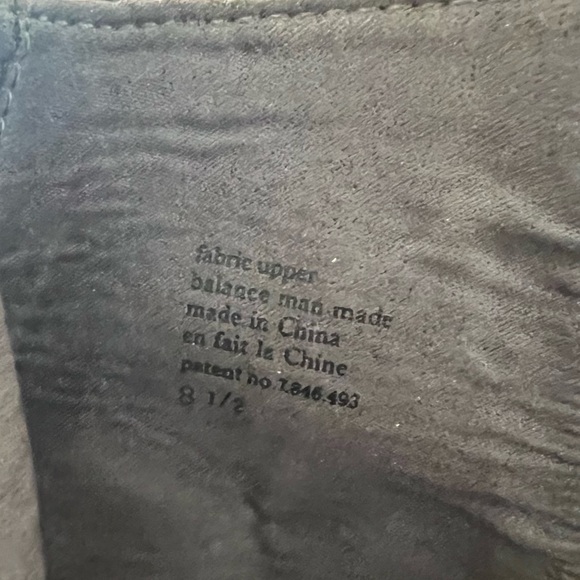 fabric upper
balance man made
made in China
en fait la Chine
patent no 7.846.493
8 1/2